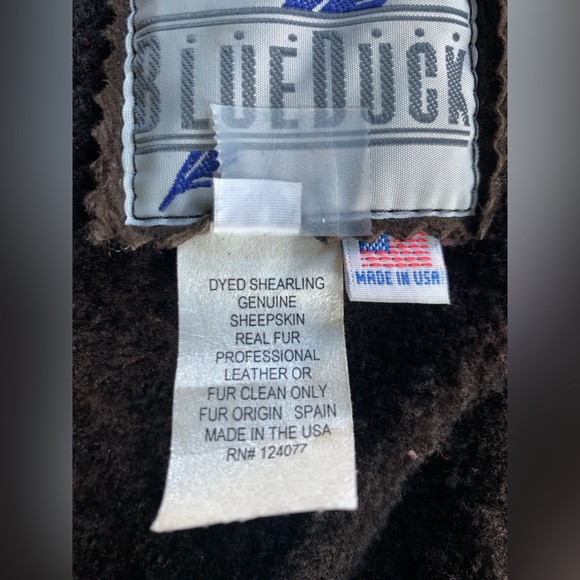 BLUEDUCK
DYED SHEARLING
GENUINE
SHEEPSKIN
REAL FUR
PROFESSIONAL
LEATHER OR
FUR CLEAN ONLY
FUR ORIGIN SPAIN
MADE IN THE USA
RN# 124077
MADE IN USA